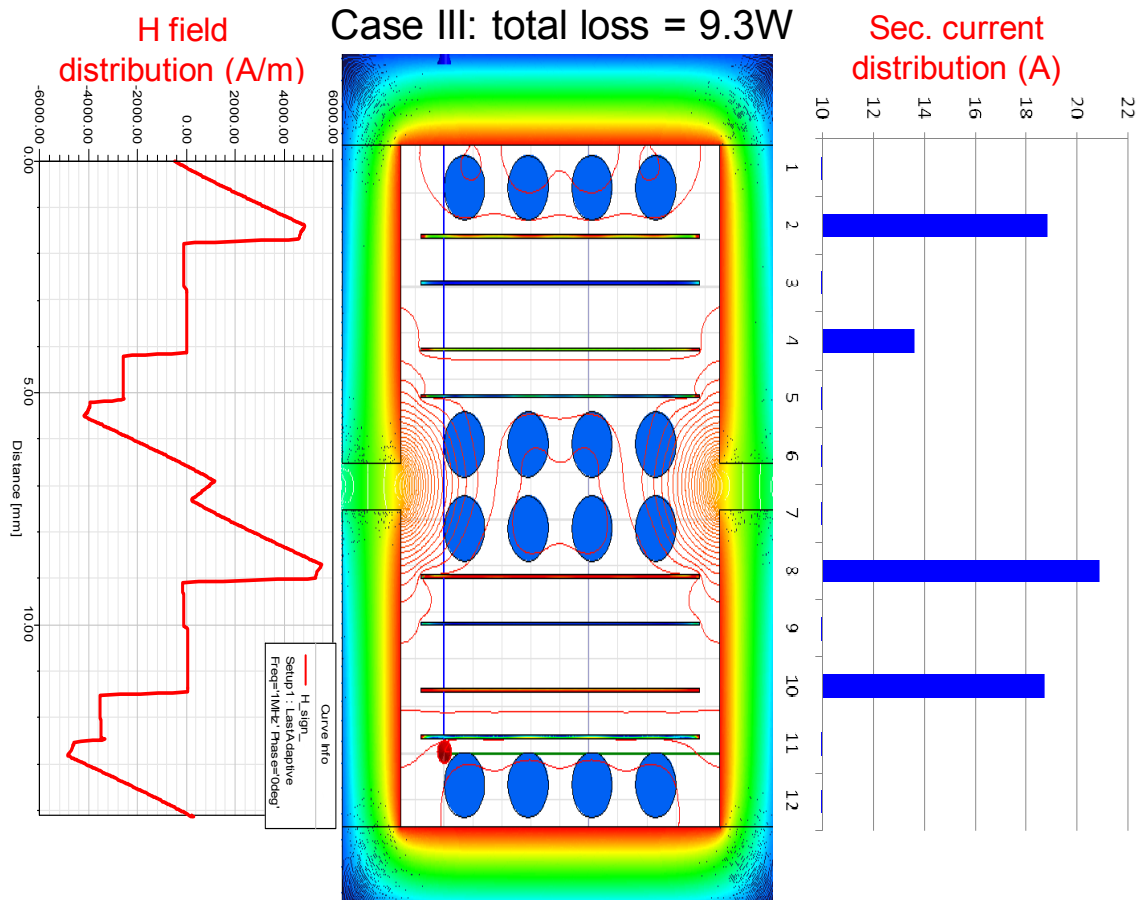 Case III: total loss = 9.3W
H field
distribution (A/m)
-6000.00
-4000.00
-2000.00
0.00
2000.00
4000.00
6000.00
0.00
5.00
10.00
Distance [mm]
Curve Info
H_sign_
Setup1 : LastAdaptive
Freq='1MHz' Phase='0deg'
Sec. current
distribution (A)
10
12
14
16
18
20
22
1
2
3
4
5
6
7
8
9
10
11
12